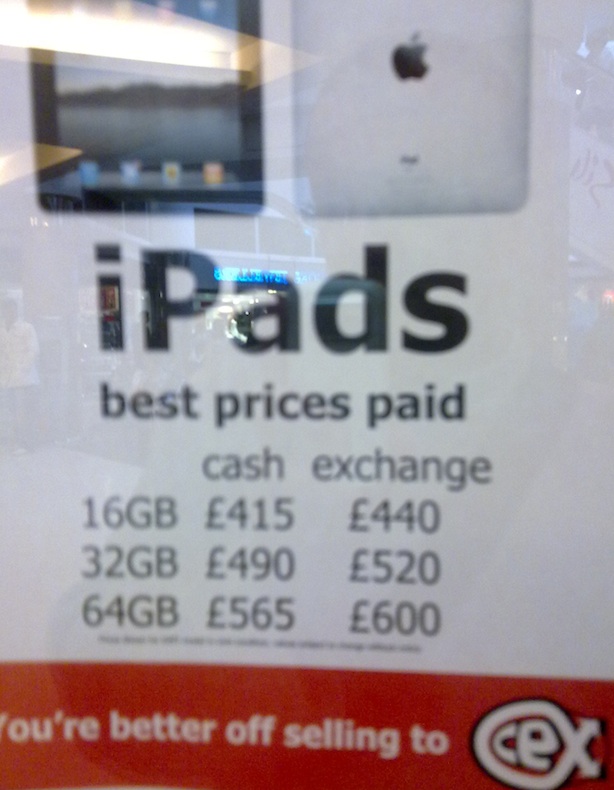 iPads
best prices paid
cash exchange
16GB £415 £440
32GB £490 £520
64GB £565 £600
You're better off selling to
cex